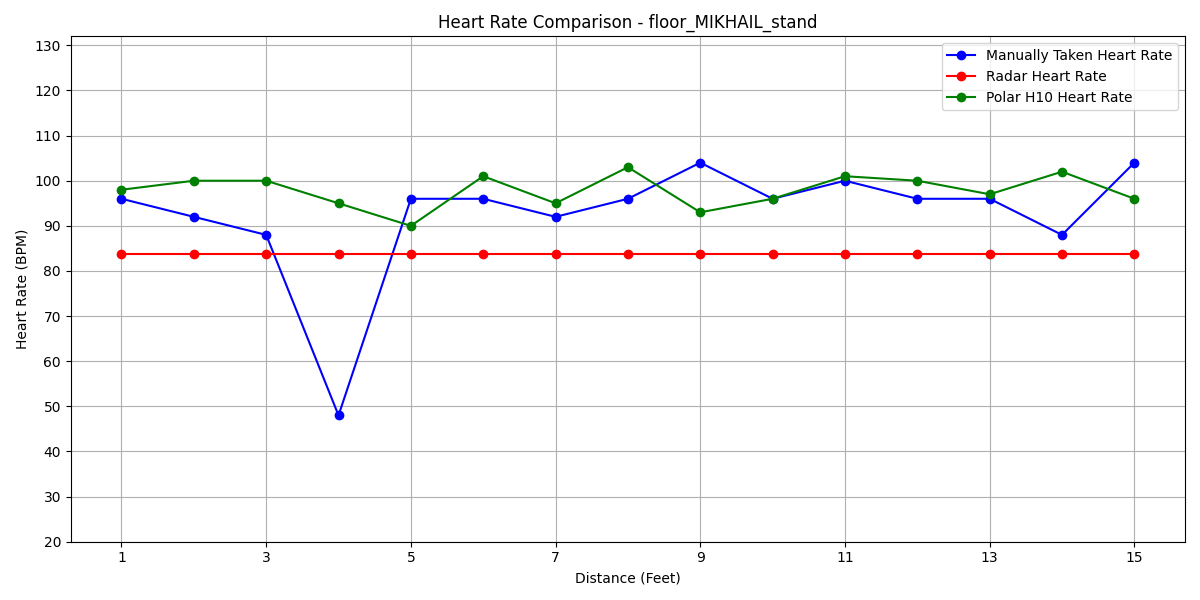 Heart Rate Comparison - floor_MIKHAIL_stand
Manually Taken Heart Rate
Radar Heart Rate
Polar H10 Heart Rate
Heart Rate (BPM)
130
120
110
100
90
80
70
60
50
40
30
20
1 3 5 7 9 11 13 15
Distance (Feet)